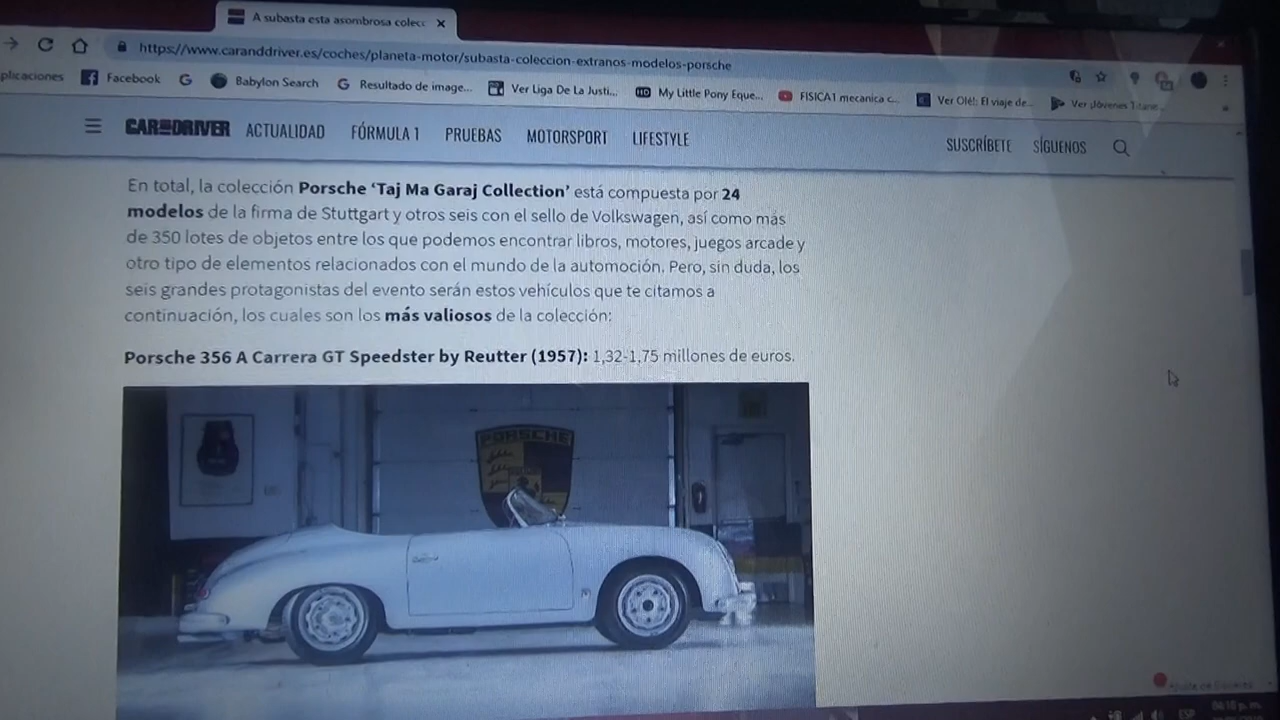 A subasta esta asombrosa colecc
https://www.caranddriver.es/coches/planeta-motor/subasta-coleccion-extranos-modelos-porsche
plicaciones Facebook Babylon Search Resultado de image... Ver Liga De La Justi... My Little Pony Eque... FISICA1 mecanica c... Ver Olé!: El viaje de... Ver ¡Jóvenes Titane...
CAR AND DRIVER ACTUALIDAD FÓRMULA 1 PRUEBAS MOTORSPORT LIFESTYLE SUSCRÍBETE SÍGUENOS
En total, la colección Porsche ‘Taj Ma Garaj Collection’ está compuesta por 24
modelos de la firma de Stuttgart y otros seis con el sello de Volkswagen, así como más
de 350 lotes de objetos entre los que podemos encontrar libros, motores, juegos arcade y
otro tipo de elementos relacionados con el mundo de la automoción. Pero, sin duda, los
seis grandes protagonistas del evento serán estos vehículos que te citamos a
continuación, los cuales son los más valiosos de la colección:
Porsche 356 A Carrera GT Speedster by Reutter (1957): 1,32-1,75 millones de euros.
PORSCHE
ESP 04:10 p. m.